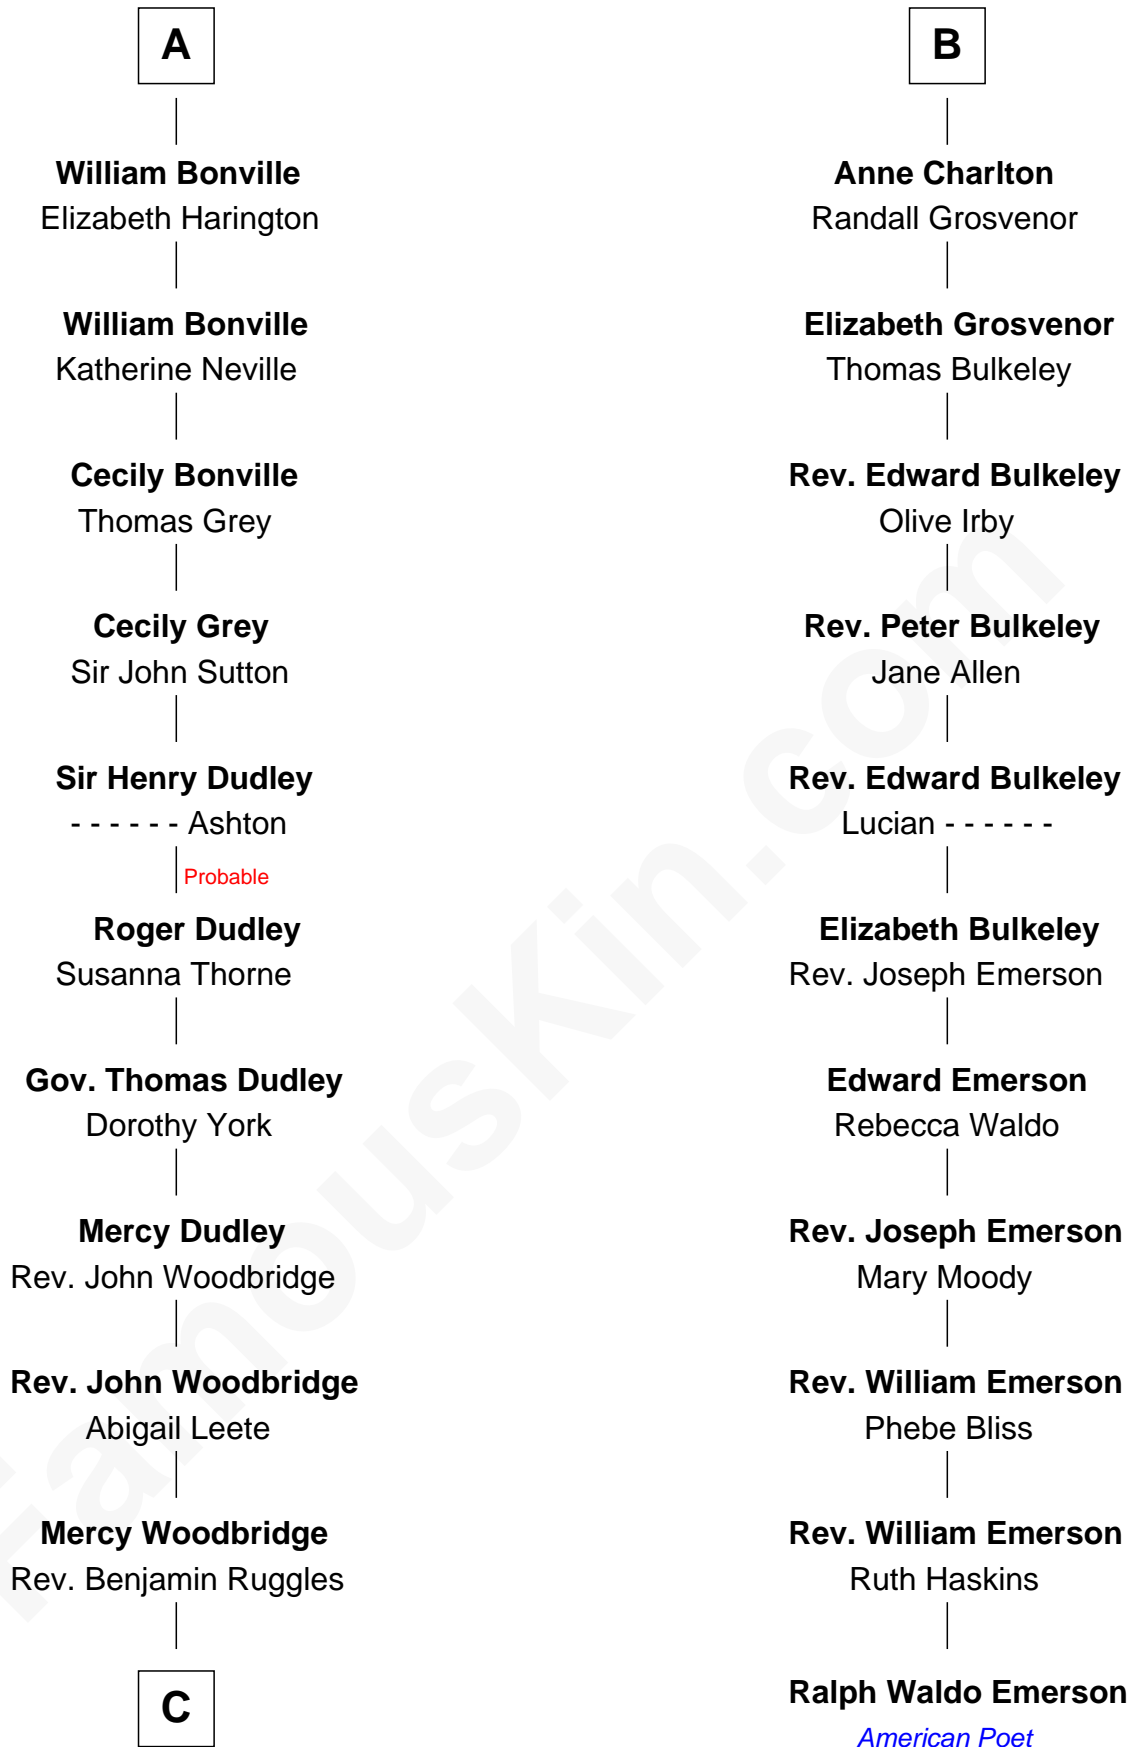 A
William Bonville
Elizabeth Harington
William Bonville
Katherine Neville
Cecily Bonville
Thomas Grey
Cecily Grey
Sir John Sutton
Sir Henry Dudley
- - - - - - Ashton
Probable
Roger Dudley
Susanna Thorne
Gov. Thomas Dudley
Dorothy York
Mercy Dudley
Rev. John Woodbridge
Rev. John Woodbridge
Abigail Leete
Mercy Woodbridge
Rev. Benjamin Ruggles
C
B
Anne Charlton
Randall Grosvenor
Elizabeth Grosvenor
Thomas Bulkeley
Rev. Edward Bulkeley
Olive Irby
Rev. Peter Bulkeley
Jane Allen
Rev. Edward Bulkeley
Lucian - - - - - -
Elizabeth Bulkeley
Rev. Joseph Emerson
Edward Emerson
Rebecca Waldo
Rev. Joseph Emerson
Mary Moody
Rev. William Emerson
Phebe Bliss
Rev. William Emerson
Ruth Haskins
Ralph Waldo Emerson
American Poet
FamousKin.com